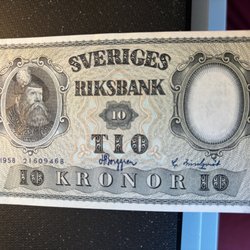 SVERIGES
RIKSBANK
10
TIO
1958 21609468
10 KRONOR 10